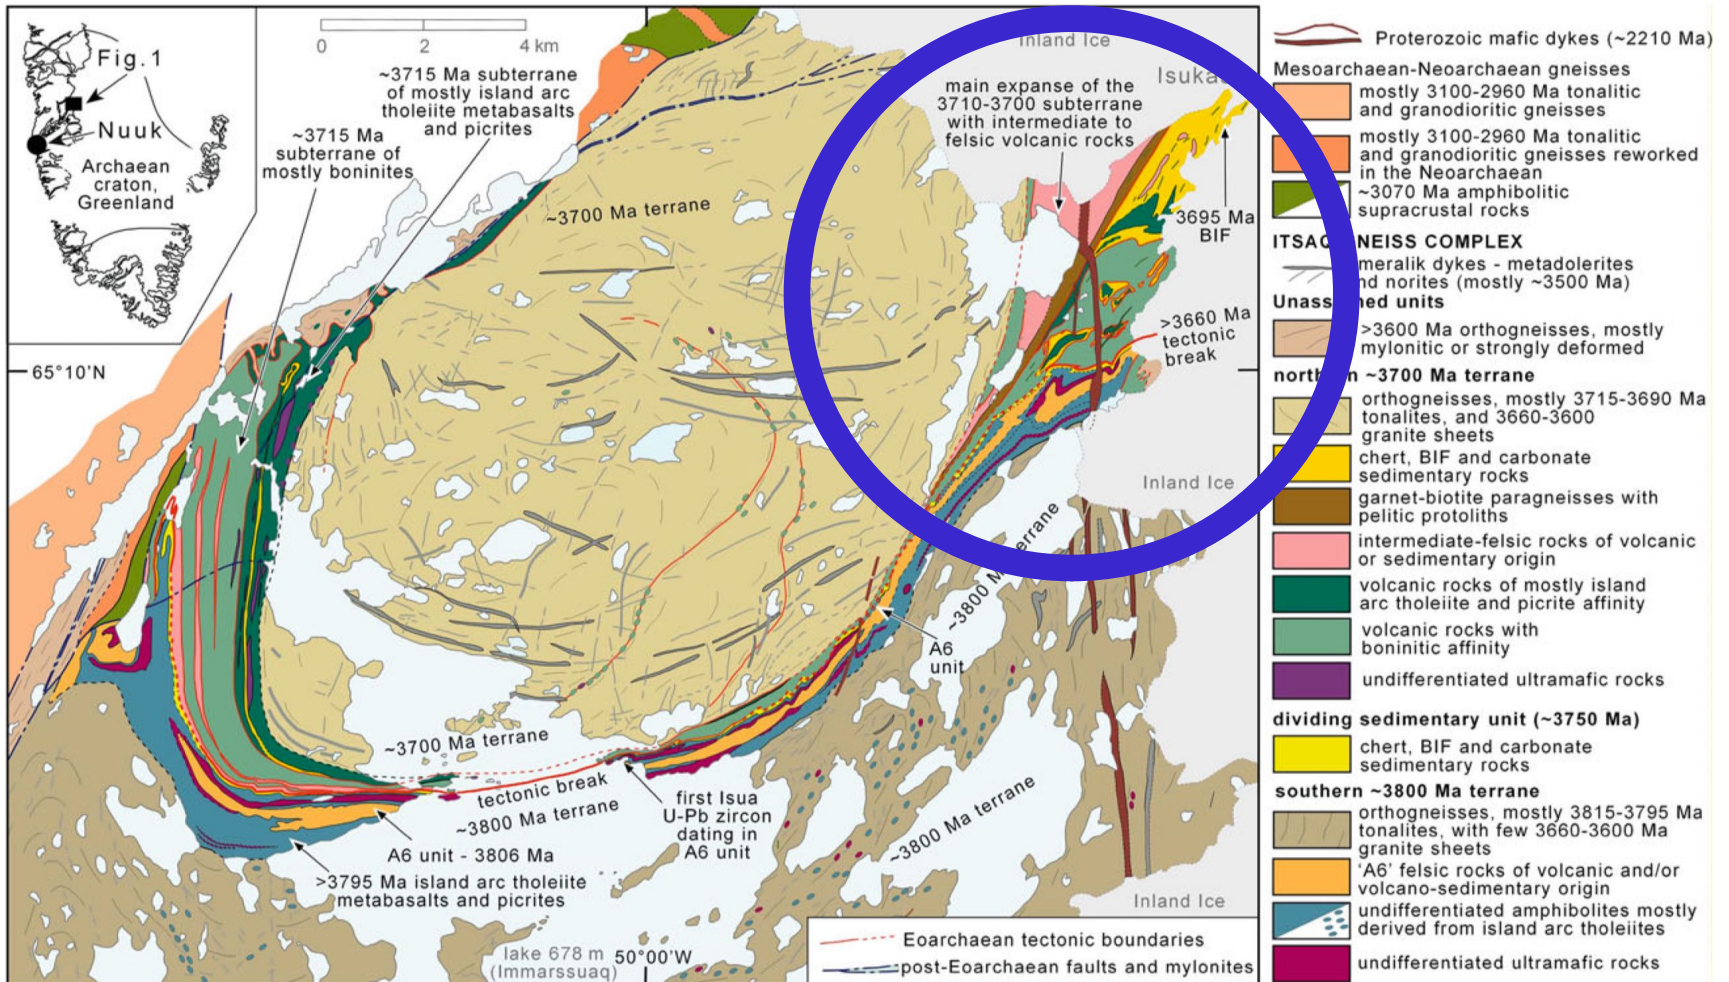 Fig.1
Nuuk
Archaean
craton,
Greenland
0 2 4 km
~3715 Ma subterrane
of mostly island arc
tholeiite metabasalts
and picrites
~3715 Ma
subterrane of
mostly boninites
65°10'N
~3700 Ma terrane
Inland Ice
main expanse of the
3710-3700 subterrane
with intermediate to
felsic volcanic rocks
3695 Ma
BIF
>3660 Ma
tectonic
break
Inland Ice
~3800 Ma
A6
unit
~3700 Ma terrane
tectonic break
~3800 Ma terrane
first Isua
U-Pb zircon
dating in
A6 unit
~3800 Ma terrane
A6 unit - 3806 Ma
>3795 Ma island arc tholeiite
metabasalts and picrites
Inland Ice
lake 678 m
(Immarssuaq)
50°00'W
Eoarchaean tectonic boundaries
post-Eoarchaean faults and mylonites
Proterozoic mafic dykes (~2210 Ma)
Mesoarchaean-Neoarchaean gneisses
mostly 3100-2960 Ma tonalitic
and granodioritic gneisses
mostly 3100-2960 Ma tonalitic
and granodioritic gneisses reworked
in the Neoarchaean
~3070 Ma amphibolitic
supracrustal rocks
COMPLEX
dykes - metadolerites
norites (mostly ~3500 Ma)
units
>3600 Ma orthogneisses, mostly
mylonitic or strongly deformed
northern ~3700 Ma terrane
orthogneisses, mostly 3715-3690 Ma
tonalites, and 3660-3600
granite sheets
chert, BIF and carbonate
sedimentary rocks
garnet-biotite paragneisses with
pelitic protoliths
intermediate-felsic rocks of volcanic
or sedimentary origin
volcanic rocks of mostly island
arc tholeiite and picrite affinity
volcanic rocks with
boninitic affinity
undifferentiated ultramafic rocks
dividing sedimentary unit (~3750 Ma)
chert, BIF and carbonate
sedimentary rocks
southern ~3800 Ma terrane
orthogneisses, mostly 3815-3795 Ma
tonalites, with few 3660-3600 Ma
granite sheets
'A6' felsic rocks of volcanic and/or
volcano-sedimentary origin
undifferentiated amphibolites mostly
derived from island arc tholeiites
undifferentiated ultramafic rocks